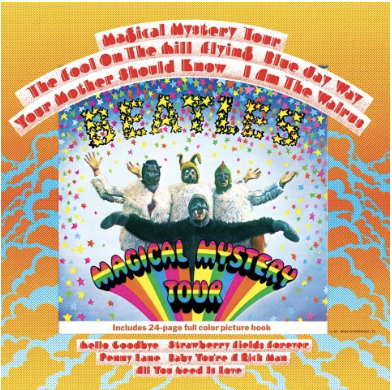 Magical Mystery Tour
The Fool On The Hill Flying Blue Jay Way
Your Mother Should Know I Am The Walrus
BEATLES
MAGICAL MYSTERY
TOUR
Includes 24-page full color picture book
Hello Goodbye Strawberry Fields Forever
Penny Lane Baby You're A Rich Man
All You Need Is Love